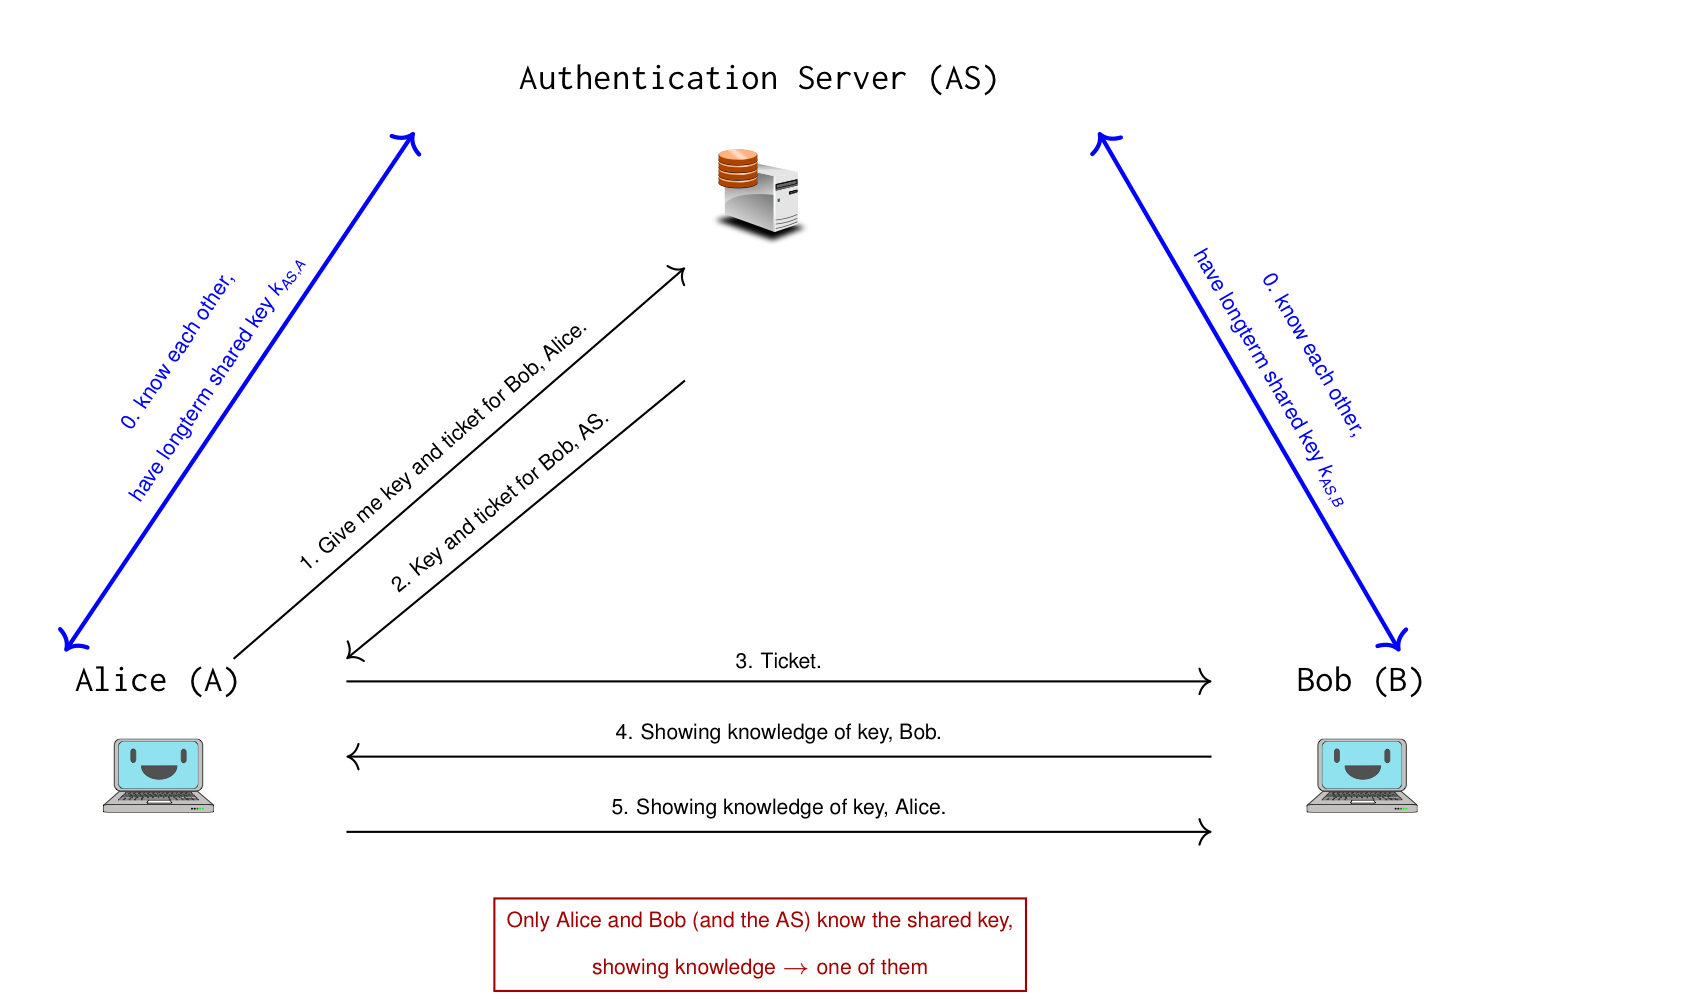 Authentication Server (AS)
0. know each other,
have longterm shared key k_{AS,A}
0. know each other,
have longterm shared key k_{AS,B}
1. Give me key and ticket for Bob, Alice.
2. Key and ticket for Bob, AS.
Alice (A)
Bob (B)
3. Ticket.
4. Showing knowledge of key, Bob.
5. Showing knowledge of key, Alice.
Only Alice and Bob (and the AS) know the shared key,
showing knowledge → one of them